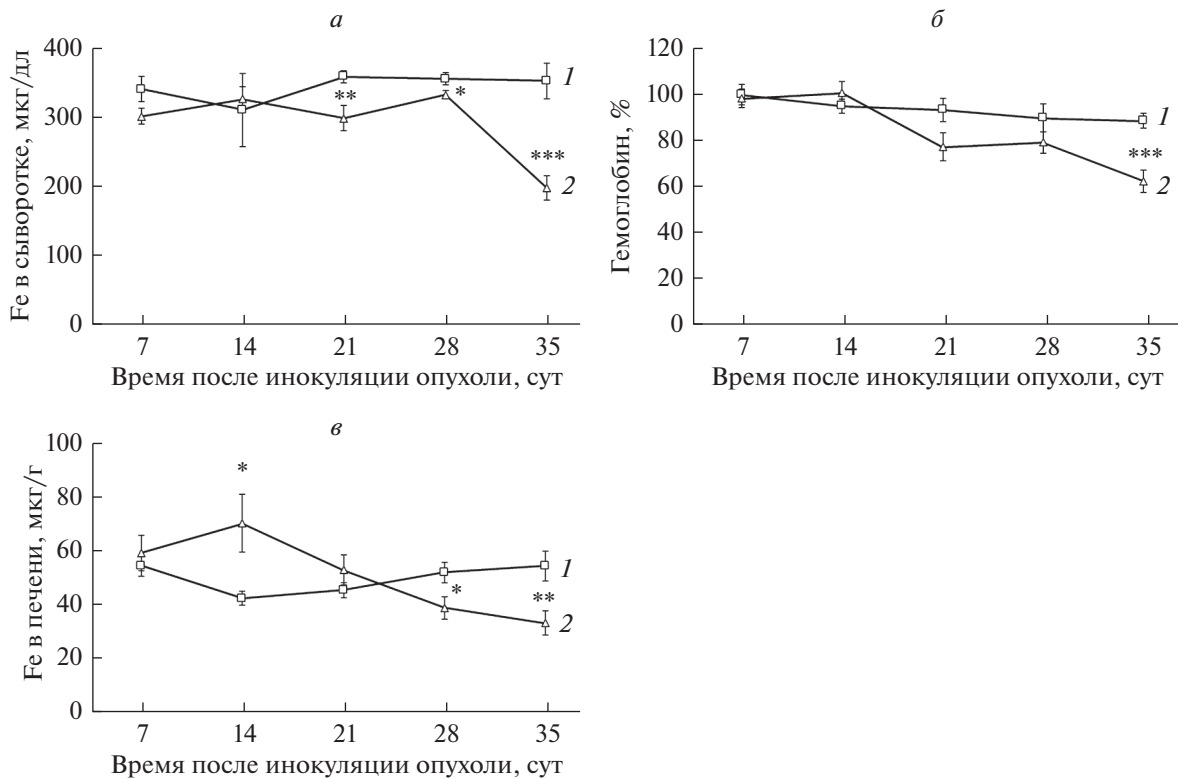 а
Fe в сыворотке, мкг/дл
400
300
200
100
0
7 14 21 28 35
Время после инокуляции опухоли, сут
**
*
***
1
2
б
Гемоглобин, %
120
100
80
60
40
20
0
7 14 21 28 35
Время после инокуляции опухоли, сут
1
***
2
в
Fe в печени, мкг/г
100
80
60
40
20
0
7 14 21 28 35
Время после инокуляции опухоли, сут
*
*
**
1
2